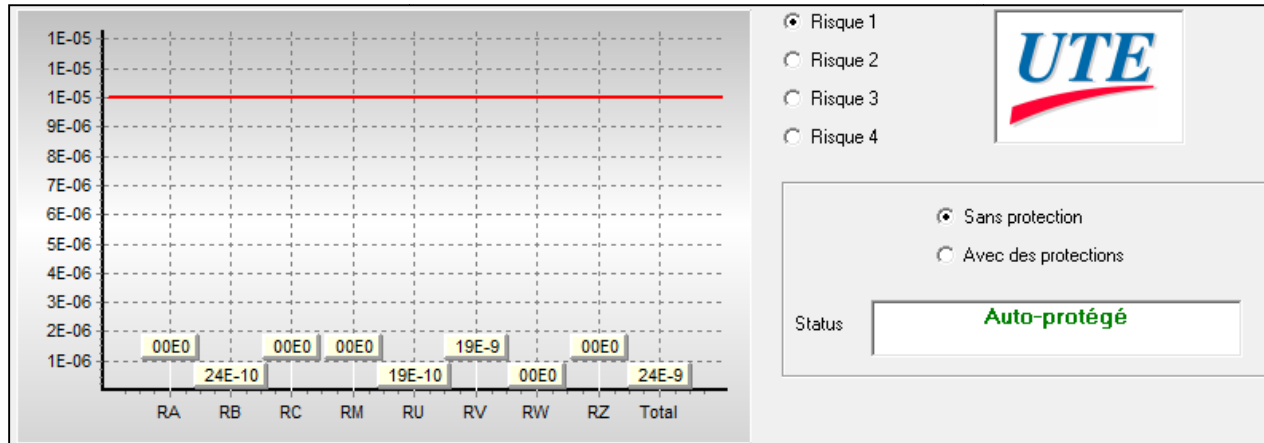 1E-05
1E-05
1E-05
9E-06
8E-06
7E-06
6E-06
5E-06
4E-06
3E-06
2E-06
1E-06
00E0 00E0 00E0 19E-9 00E0
24E-10 19E-10 00E0 24E-9
RA RB RC RM RU RV RW RZ Total
Risque 1
Risque 2
Risque 3
Risque 4
UTE
Sans protection
Avec des protections
Status Auto-protégé